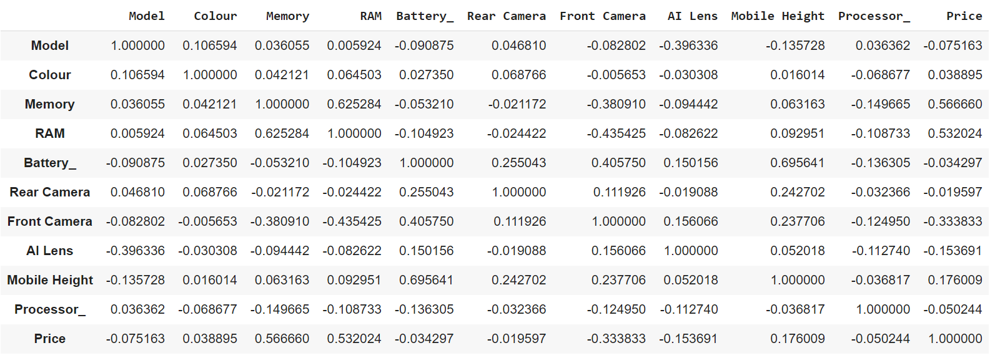 Model Colour Memory RAM Battery_ Rear Camera Front Camera AI Lens Mobile Height Processor_ Price
Model 1.000000 0.106594 0.036055 0.005924 -0.090875 0.046810 -0.082802 -0.396336 -0.135728 0.036362 -0.075163
Colour 0.106594 1.000000 0.042121 0.064503 0.027350 0.068766 -0.005653 -0.030308 0.016014 -0.068677 0.038895
Memory 0.036055 0.042121 1.000000 0.625284 -0.053210 -0.021172 -0.380910 -0.094442 0.063163 -0.149665 0.566660
RAM 0.005924 0.064503 0.625284 1.000000 -0.104923 -0.024422 -0.435425 -0.082622 0.092951 -0.108733 0.532024
Battery_ -0.090875 0.027350 -0.053210 -0.104923 1.000000 0.255043 0.405750 0.150156 0.695641 -0.136305 -0.034297
Rear Camera 0.046810 0.068766 -0.021172 -0.024422 0.255043 1.000000 0.111926 -0.019088 0.242702 -0.032366 -0.019597
Front Camera -0.082802 -0.005653 -0.380910 -0.435425 0.405750 0.111926 1.000000 0.156066 0.237706 -0.124950 -0.333833
AI Lens -0.396336 -0.030308 -0.094442 -0.082622 0.150156 -0.019088 0.156066 1.000000 0.052018 -0.112740 -0.153691
Mobile Height -0.135728 0.016014 0.063163 0.092951 0.695641 0.242702 0.237706 0.052018 1.000000 -0.036817 0.176009
Processor_ 0.036362 -0.068677 -0.149665 -0.108733 -0.136305 -0.032366 -0.124950 -0.112740 -0.036817 1.000000 -0.050244
Price -0.075163 0.038895 0.566660 0.532024 -0.034297 -0.019597 -0.333833 -0.153691 0.176009 -0.050244 1.000000